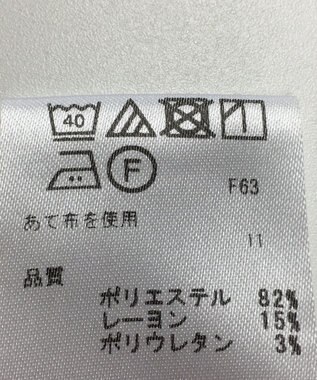 40
F
F63
あて布を使用
11
品質
ポリエステル 82%
レーヨン 15%
ポリウレタン 3%